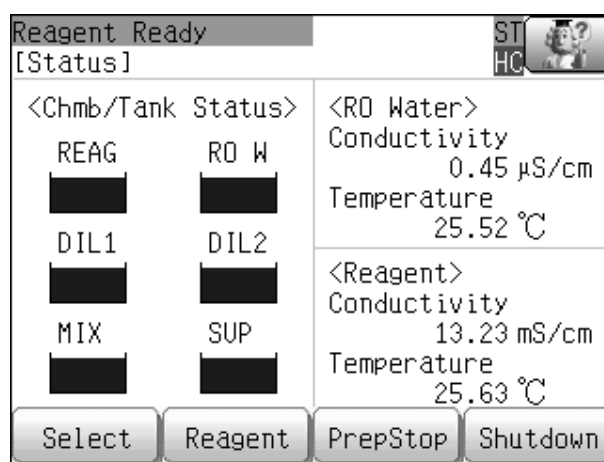 Reagent Ready
ST
[Status]
HC
?
<Chmb/Tank Status>
REAG
RO W
DIL1
DIL2
MIX
SUP
<RO Water>
Conductivity
0.45 μS/cm
Temperature
25.52 ℃
<Reagent>
Conductivity
13.23 mS/cm
Temperature
25.63 ℃
Select
Reagent
PrepStop
Shutdown